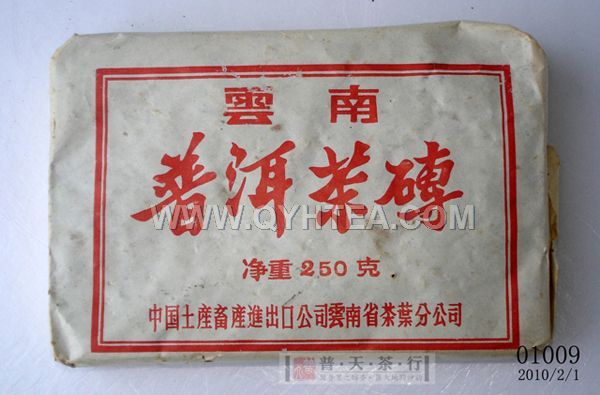 雲南
普洱茶磚
WWW.QYHTEA.COM
净重250克
中国土産畜産進出口公司雲南省茶葉分公司
普·天·茶·行
01009
2010/2/1